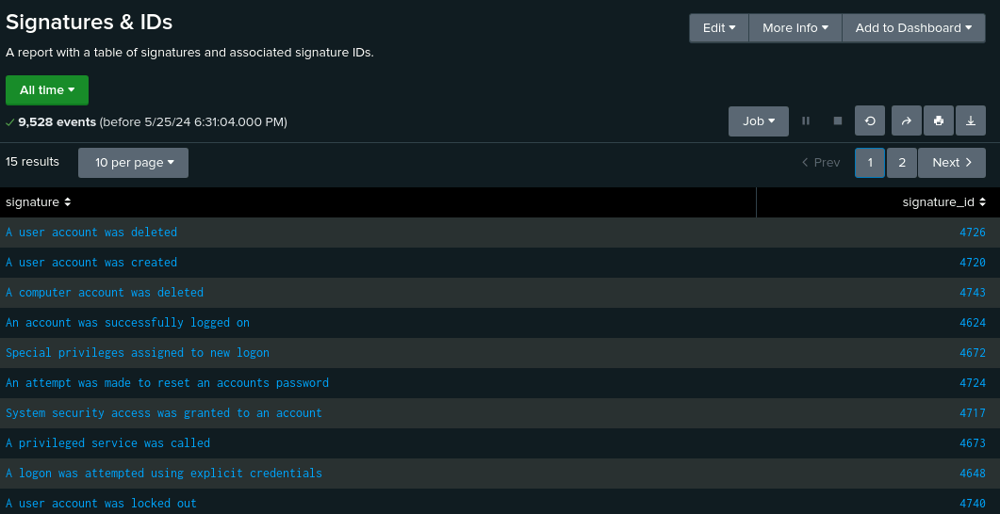 Signatures & IDs
Edit More Info Add to Dashboard
A report with a table of signatures and associated signature IDs.
All time
9,528 events (before 5/25/24 6:31:04.000 PM)
Job
15 results 10 per page Prev 1 2 Next
signature signature_id
A user account was deleted 4726
A user account was created 4720
A computer account was deleted 4743
An account was successfully logged on 4624
Special privileges assigned to new logon 4672
An attempt was made to reset an accounts password 4724
System security access was granted to an account 4717
A privileged service was called 4673
A logon was attempted using explicit credentials 4648
A user account was locked out 4740